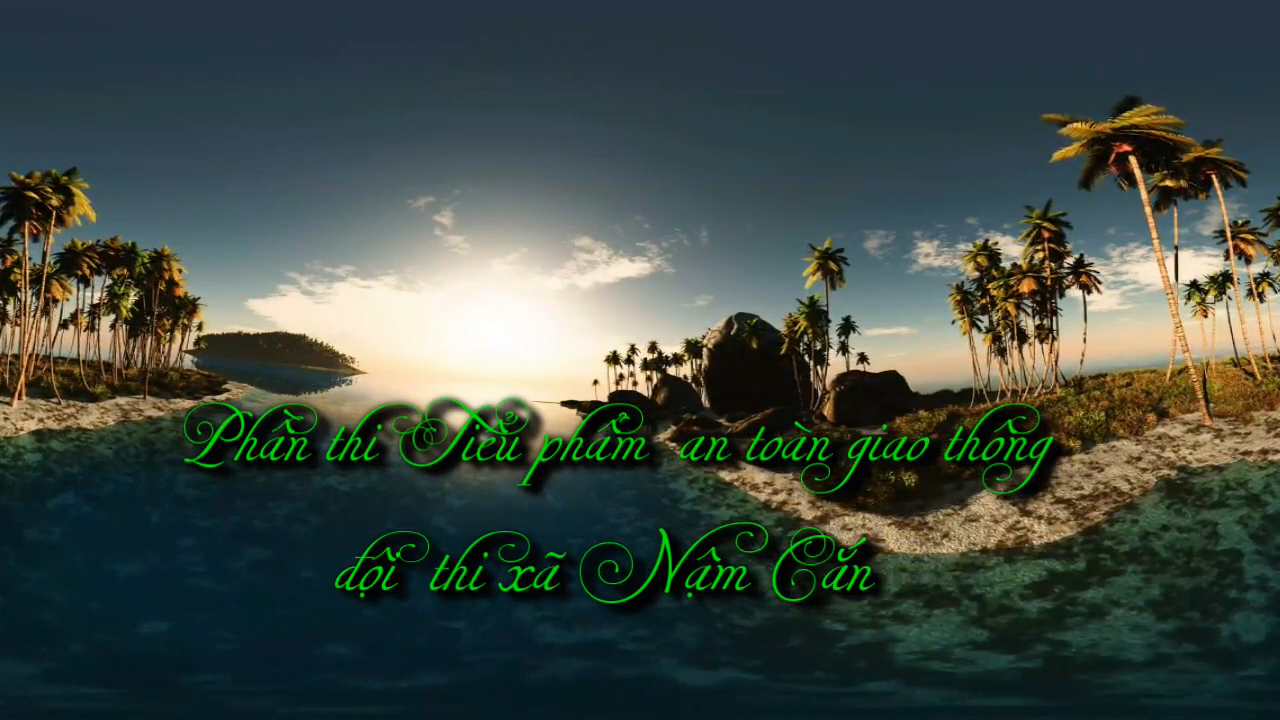 Phần thi Tiểu phẩm an toàn giao thông
đội thi xã Nậm Cắn